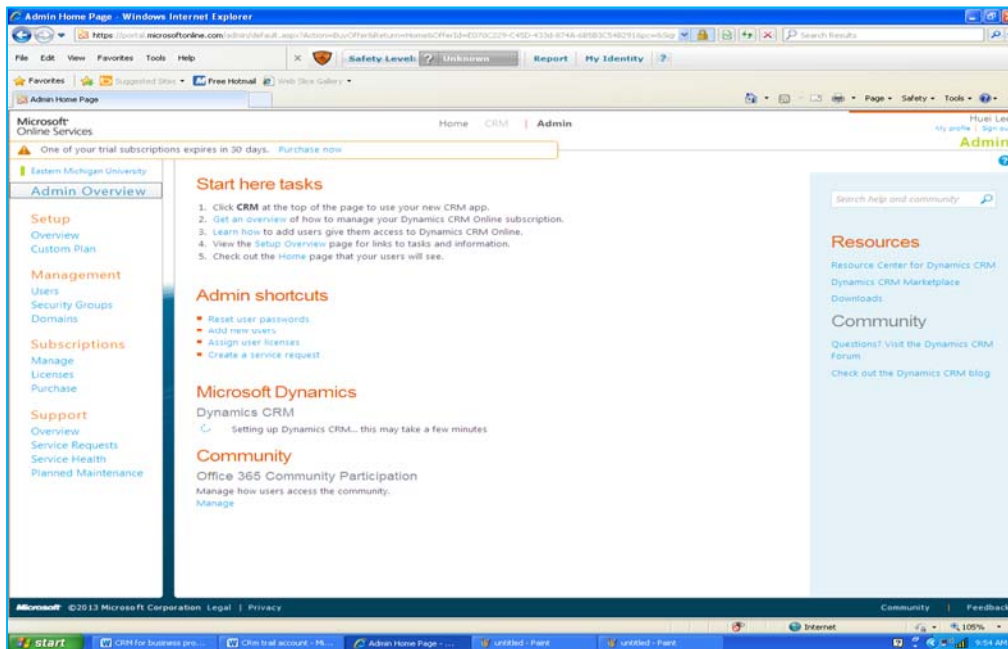 Admin Home Page - Windows Internet Explorer
File Edit View Favorites Tools Help
Safety Level: ? Unknown Report My Identity ?
Search Results
Favorites Suggested Sites Free Hotmail Web Slice Gallery
Admin Home Page
Page Safety Tools
Microsoft
Online Services
Home CRM | Admin
Huei Lee
My profile | Sign out
Admin
One of your trial subscriptions expires in 30 days. Purchase now
Eastern Michigan University
Admin Overview
Setup
Overview
Custom Plan
Management
Users
Security Groups
Domains
Subscriptions
Manage
Licenses
Purchase
Support
Overview
Service Requests
Service Health
Planned Maintenance
Start here tasks
1. Click CRM at the top of the page to use your new CRM app.
2. Get an overview of how to manage your Dynamics CRM Online subscription.
3. Learn how to add users give them access to Dynamics CRM Online.
4. View the Setup Overview page for links to tasks and information.
5. Check out the Home page that your users will see.
Admin shortcuts
Reset user passwords
Add new users
Assign user licenses
Create a service request
Microsoft Dynamics
Dynamics CRM
Setting up Dynamics CRM... this may take a few minutes
Community
Office 365 Community Participation
Manage how users access the community.
Manage
Search help and community
Resources
Resource Center for Dynamics CRM
Dynamics CRM Marketplace
Downloads
Community
Questions? Visit the Dynamics CRM
Forum
Check out the Dynamics CRM blog
Microsoft ©2013 Microsoft Corporation Legal | Privacy
Community | Feedback
Internet 105%
start CRM for business pro... CRm trail account - Mi... Admin Home Page - ... untitled - Paint untitled - Paint 9:54 AM